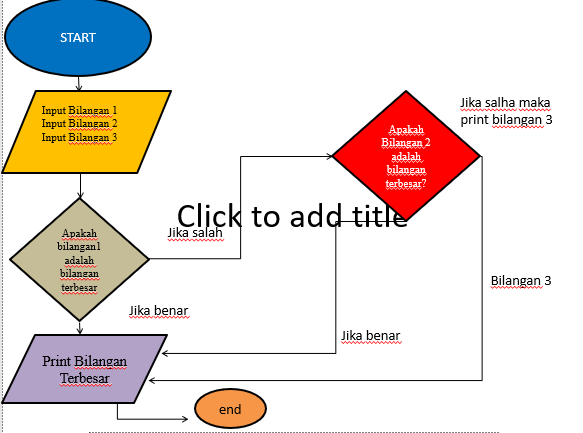 START
Input Bilangan 1
Input Bilangan 2
Input Bilangan 3
Apakah
Bilangan 2
adalah
bilangan
terbesar?
Jika salha maka
print bilangan 3
Click to add title
Apakah
bilangan1
adalah
bilangan
terbesar
Jika salah
Bilangan 3
Jika benar
Jika benar
Print Bilangan
Terbesar
end